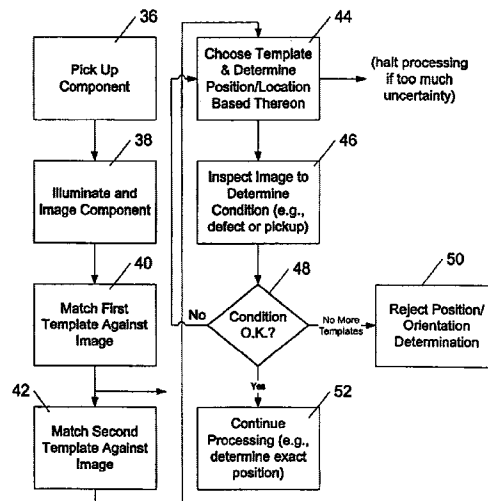 36
Pick Up
Component
38
Illuminate and
Image Component
40
Match First
Template Against
Image
42
Match Second
Template Against
Image
44
Choose Template
& Determine
Position/Location
Based Thereon
(halt processing
if too much
uncertainty)
46
Inspect Image to
Determine
Condition (e.g.,
defect or pickup)
48
Condition
O.K.?
No
No More
Templates
50
Reject Position/
Orientation
Determination
Yes
52
Continue
Processing (e.g.,
determine exact
position)